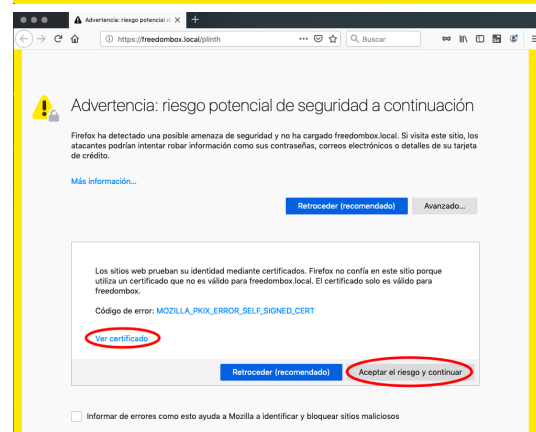 Advertencia: riesgo potencial d
https://freedombox.local/plinth
Buscar
Advertencia: riesgo potencial de seguridad a continuación
Firefox ha detectado una posible amenaza de seguridad y no ha cargado freedombox.local. Si visita este sitio, los
atacantes podrían intentar robar información como sus contraseñas, correos electrónicos o detalles de su tarjeta
de crédito.
Más información...
Retroceder (recomendado)
Avanzado...
Los sitios web prueban su identidad mediante certificados. Firefox no confía en este sitio porque
utiliza un certificado que no es válido para freedombox.local. El certificado solo es válido para
freedombox.
Código de error: MOZILLA_PKIX_ERROR_SELF_SIGNED_CERT
Ver certificado
Retroceder (recomendado)
Aceptar el riesgo y continuar
Informar de errores como esto ayuda a Mozilla a identificar y bloquear sitios maliciosos